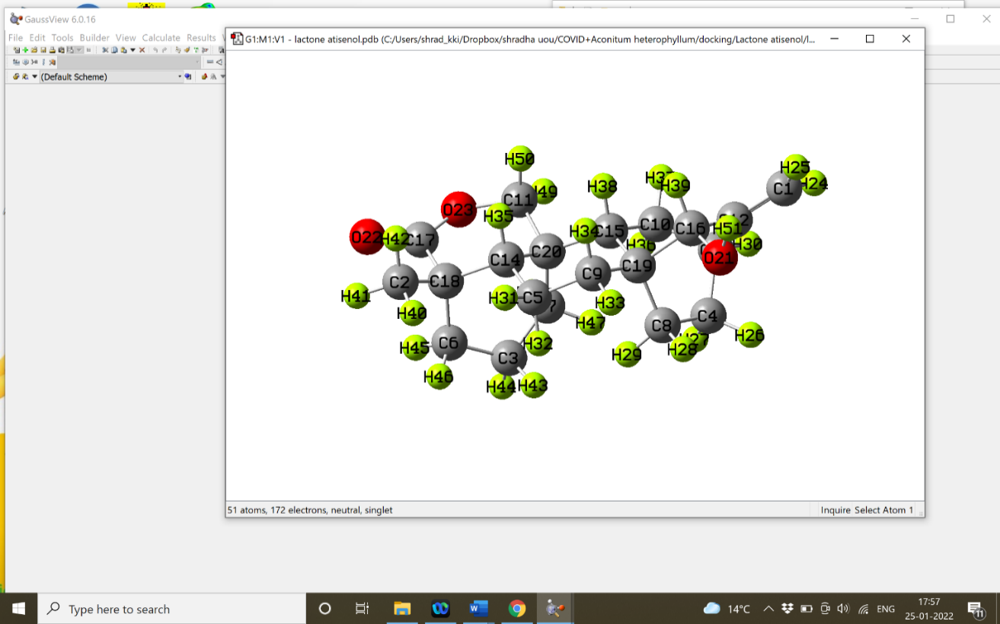 GaussView 6.0.16
File Edit Tools Builder View Calculate Results
G1:M1:V1 - lactone atisenol.pdb (C:/Users/shrad_kki/Dropbox/shradha uou/COVID+Aconitum heterophyllum/docking/Lactone atisenol/l...
(Default Scheme)
H50
H25
H24
C1
H38
H39
H49
C11
O23
H35
H34
C15
C10
C16
H51
H30
O22
H42
C17
H36
C20
O21
C14
C19
C9
C2
C18
H41
H31
C5
H33
H40
H47
C8
C4
H26
C6
H32
H45
H29
H28
H27
C3
H46
H44
H43
51 atoms, 172 electrons, neutral, singlet
Inquire Select Atom 1
Type here to search
14°C
ENG
17:57
25-01-2022
11